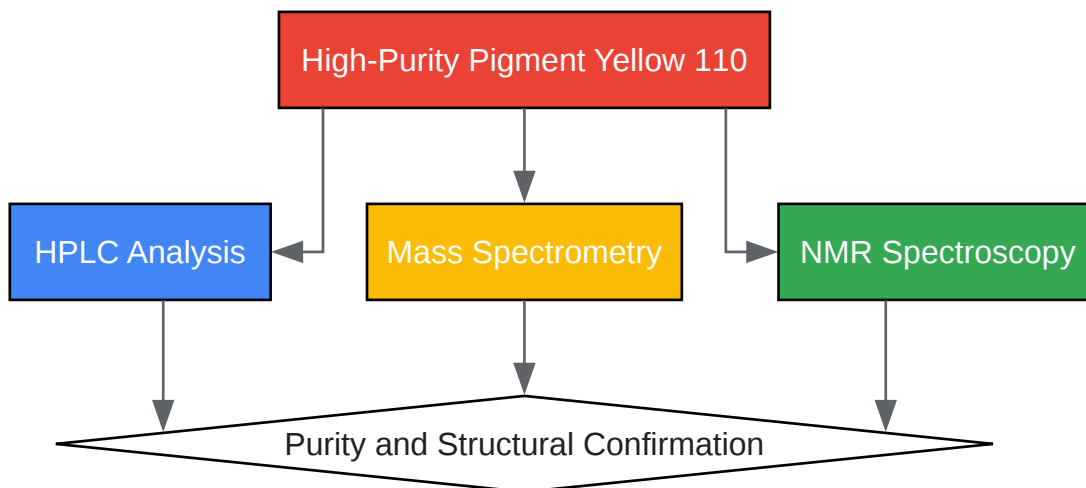 High-Purity Pigment Yellow 110
HPLC Analysis
Mass Spectrometry
NMR Spectroscopy
Purity and Structural Confirmation